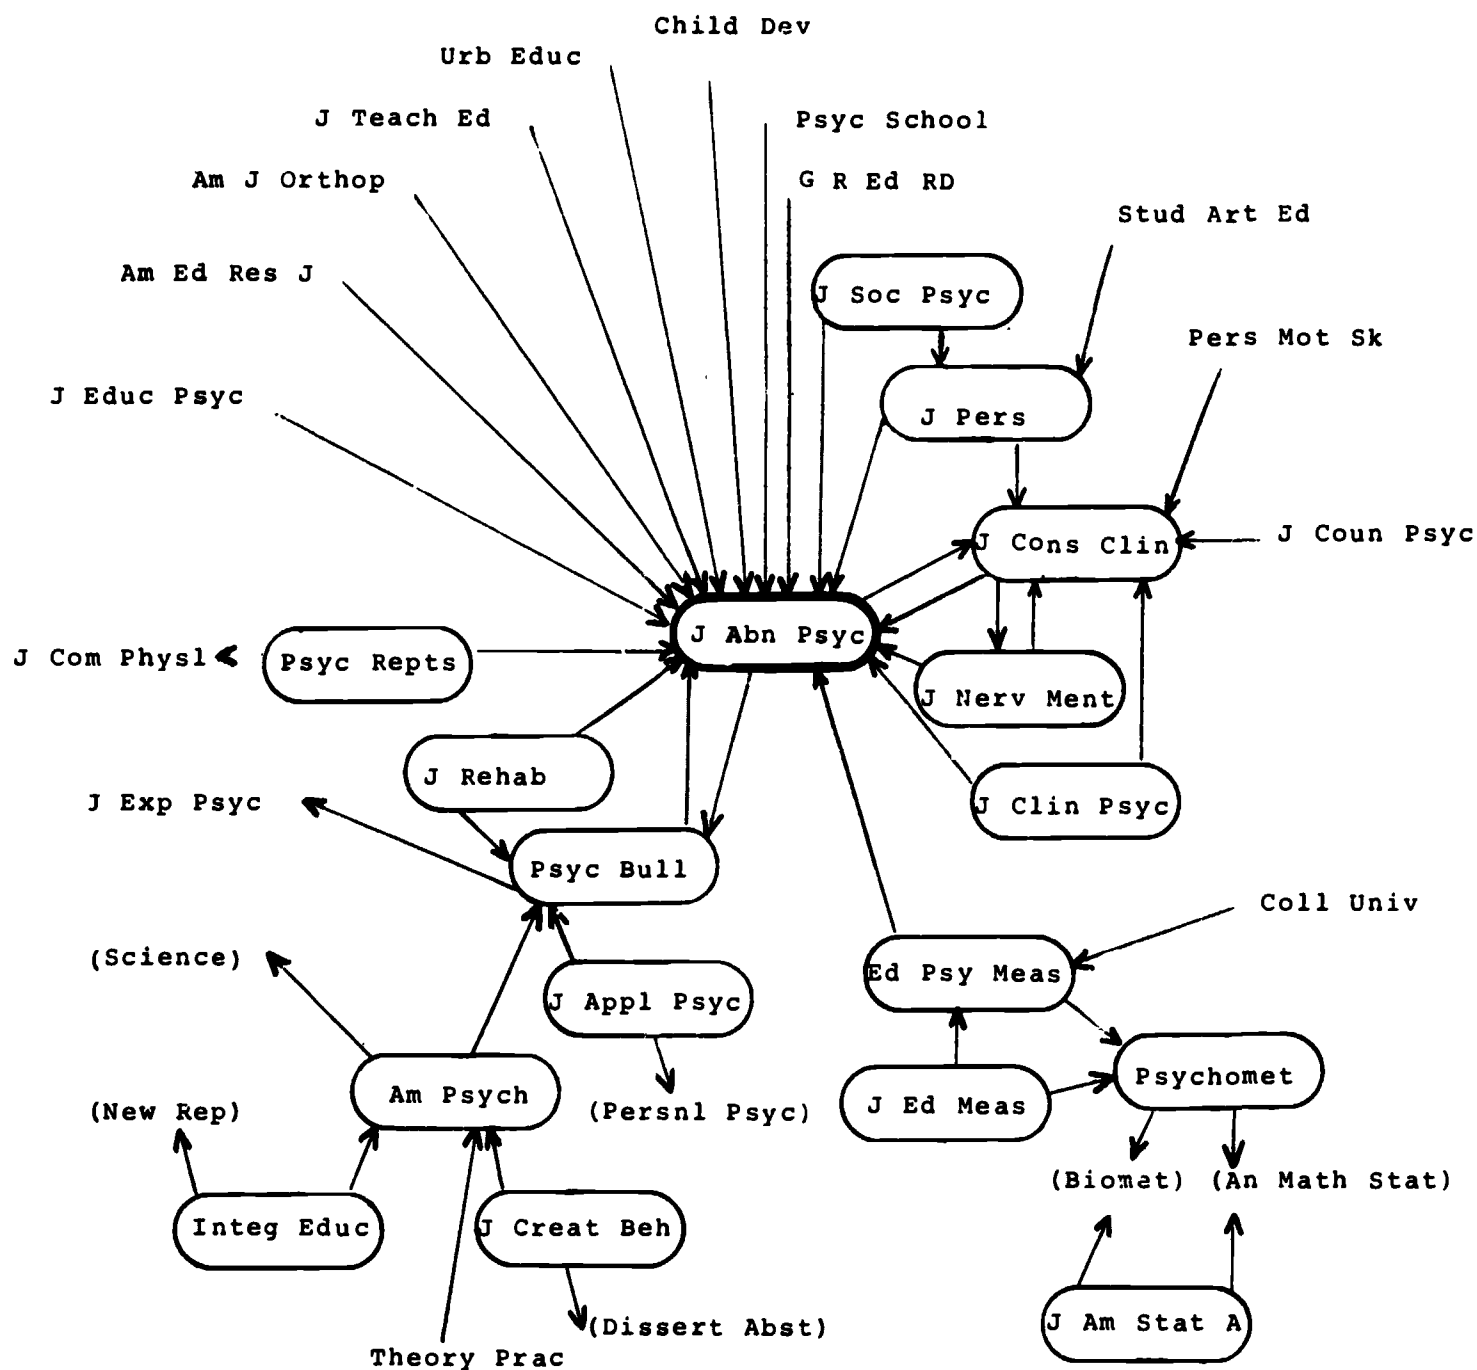 Child Dev
Urb Educ
J Teach Ed
Psyc School
Am J Orthop
G R Ed RD
Stud Art Ed
Am Ed Res J
J Soc Psyc
Pers Mot Sk
J Educ Psyc
J Pers
J Cons Clin
J Coun Psyc
J Abn Psyc
J Com Physl
Psyc Repts
J Nerv Ment
J Rehab
J Exp Psyc
J Clin Psyc
Psyc Bull
Coll Univ
(Science)
Ed Psy Meas
J Appl Psyc
Psychomet
Am Psych
J Ed Meas
(New Rep)
(Persnl Psyc)
(Biomet)
(An Math Stat)
Integ Educ
J Creat Beh
J Am Stat A
(Dissert Abst)
Theory Prac